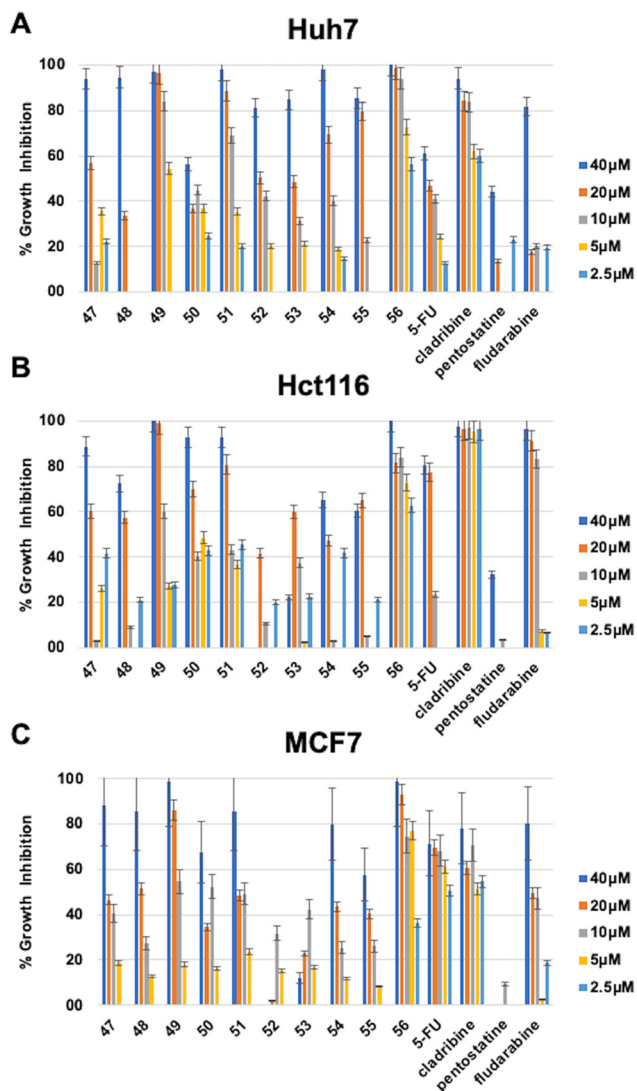 A
Huh7
% Growth Inhibition
100
80
60
40
20
00
47 48 49 50 51 52 53 54 55 56 5-FU cladribine pentostatine fludarabine
40µM
20µM
10µM
5µM
2.5µM
B
Hct116
% Growth Inhibition
100
80
60
40
20
00
47 48 49 50 51 52 53 54 55 56 5-FU cladribine pentostatine fludarabine
40µM
20µM
10µM
5µM
2.5µM
C
MCF7
% Growth Inhibition
100
80
60
40
20
00
47 48 49 50 51 52 53 54 55 56 5-FU cladribine pentostatine fludarabine
40µM
20µM
10µM
5µM
2.5µM